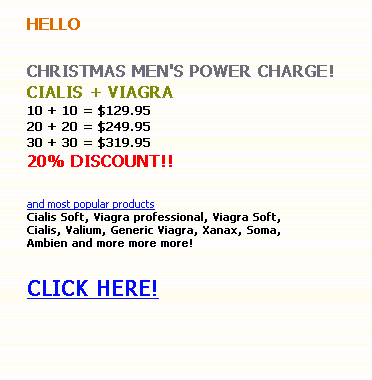 HELLO
CHRISTMAS MEN'S POWER CHARGE!
CIALIS + VIAGRA
10 + 10 = $129.95
20 + 20 = $249.95
30 + 30 = $319.95
20% DISCOUNT!!
and most popular products
Cialis Soft, Viagra professional, Viagra Soft,
Cialis, Valium, Generic Viagra, Xanax, Soma,
Ambien and more more more!
CLICK HERE!